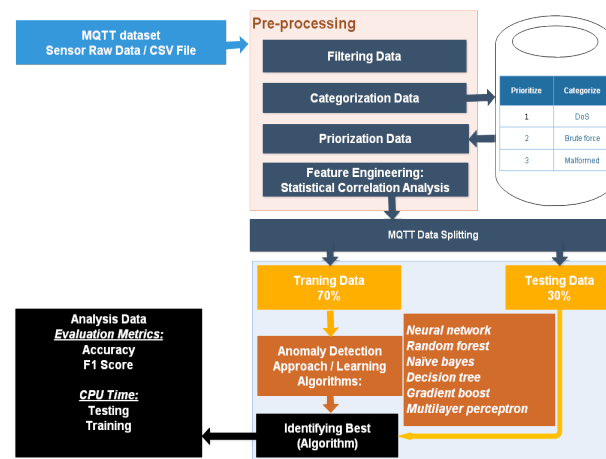 Pre-processing
MQTT dataset
Sensor Raw Data / CSV File
Filtering Data
Categorization Data
Priorization Data
Feature Engineering:
Statistical Correlation Analysis
Prioritize Categorize
1 DoS
2 Brute force
3 Malformed
MQTT Data Splitting
Traning Data
70%
Testing Data
30%
Anomaly Detection
Approach / Learning
Algorithms:
Neural network
Random forest
Naïve bayes
Decision tree
Gradient boost
Multilayer perceptron
Identifying Best
(Algorithm)
Analysis Data
Evaluation Metrics:
Accuracy
F1 Score
CPU Time:
Testing
Training